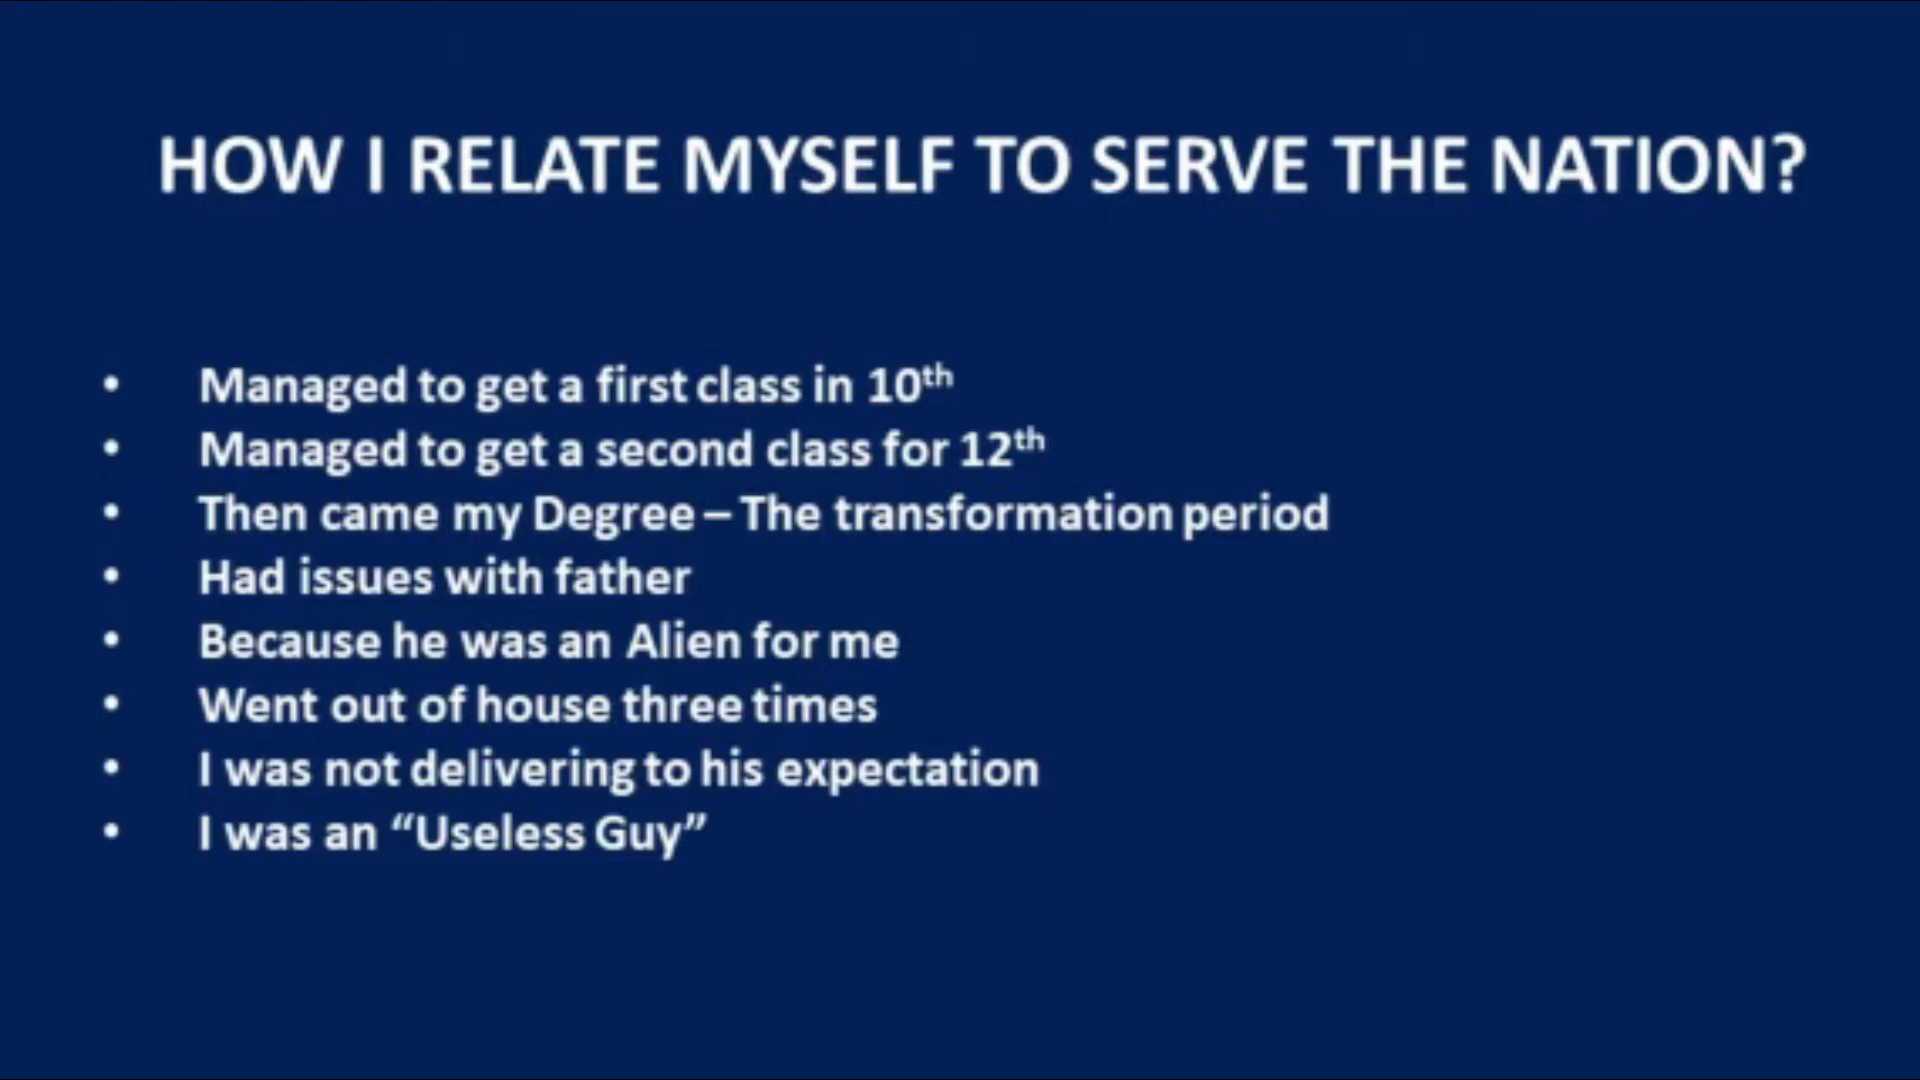 HOW I RELATE MYSELF TO SERVE THE NATION?
• Managed to get a first class in 10th
• Managed to get a second class for 12th
• Then came my Degree – The transformation period
• Had issues with father
• Because he was an Alien for me
• Went out of house three times
• I was not delivering to his expectation
• I was an “Useless Guy”